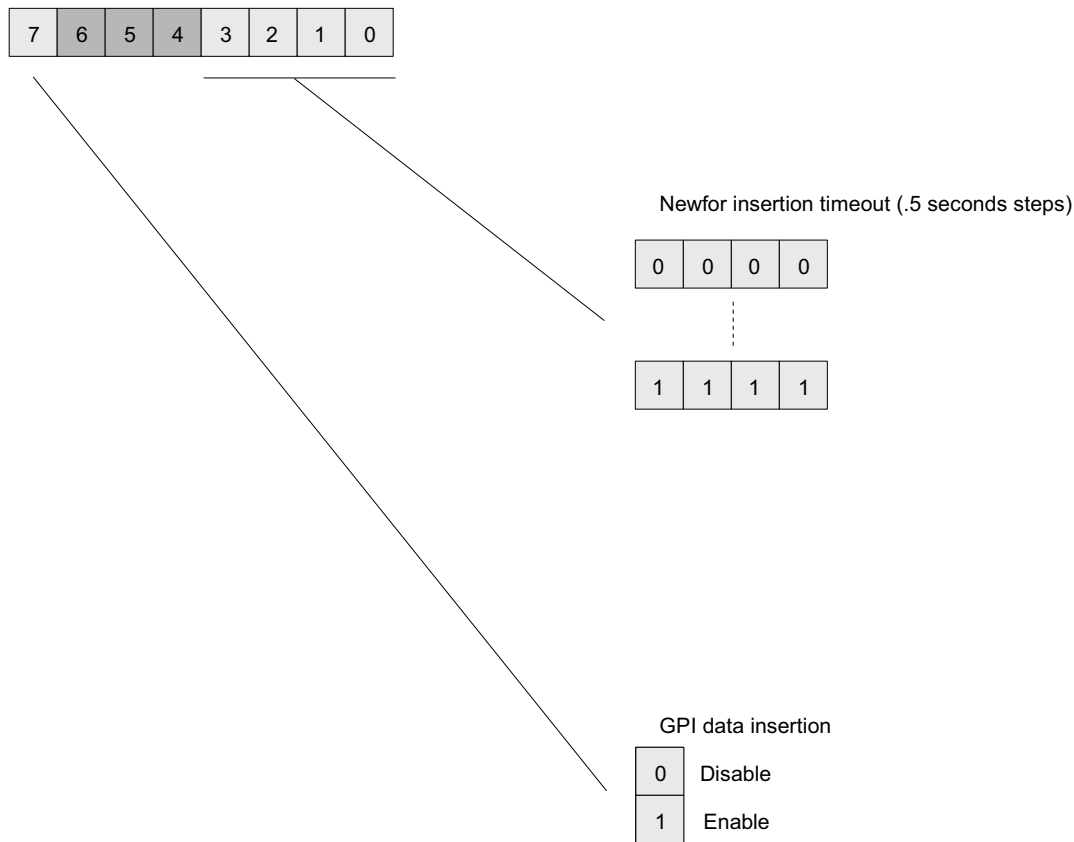 7 6 5 4 3 2 1 0
Newfor insertion timeout (.5 seconds steps)
0 0 0 0
1 1 1 1
GPI data insertion
0 Disable
1 Enable